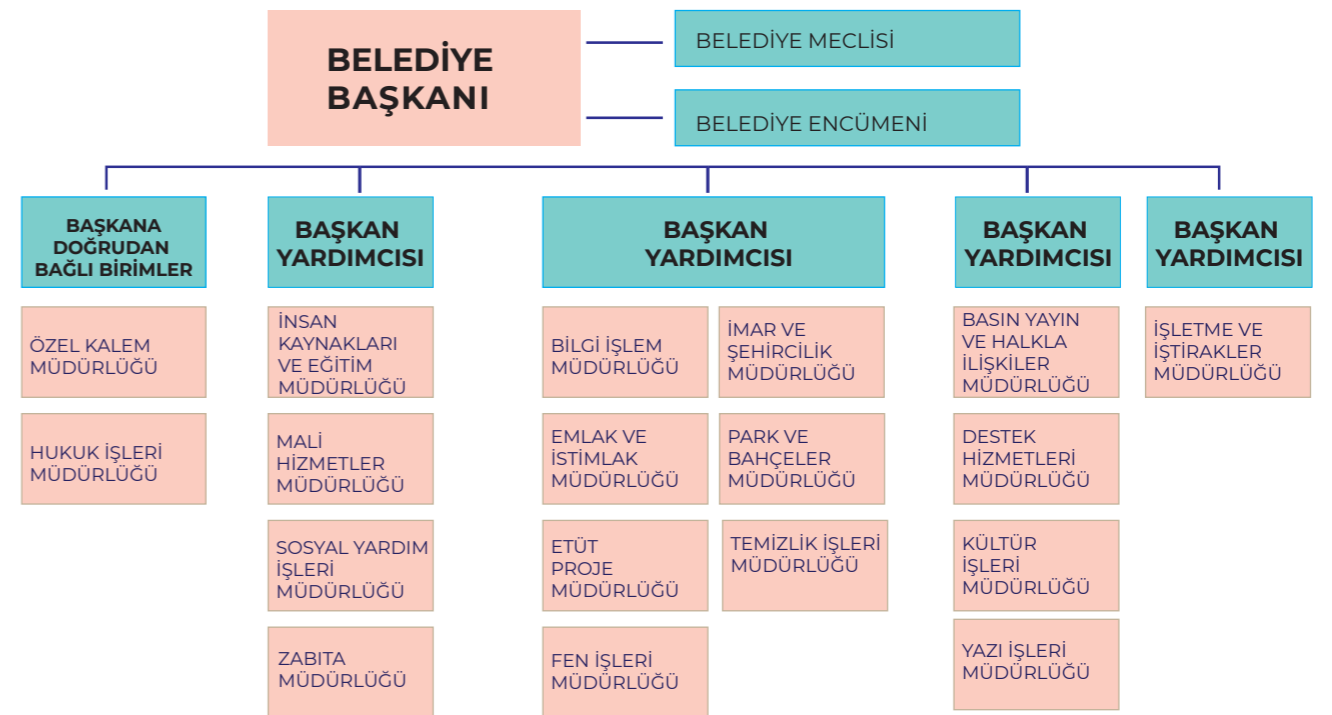 BELEDİYE
BAŞKANI
BELEDİYE MECLİSİ
BELEDİYE ENCÜMENİ
BAŞKANA
DOĞRUDAN
BAĞLI BİRİMLER
ÖZEL KALEM
MÜDÜRLÜĞÜ
HUKUK İŞLERİ
MÜDÜRLÜĞÜ
BAŞKAN
YARDIMCISI
İNSAN
KAYNAKLARI
VE EĞİTİM
MÜDÜRLÜĞÜ
MALİ
HİZMETLER
MÜDÜRLÜĞÜ
SOSYAL YARDIM
İŞLERİ
MÜDÜRLÜĞÜ
ZABITA
MÜDÜRLÜĞÜ
BAŞKAN
YARDIMCISI
BİLGİ İŞLEM
MÜDÜRLÜĞÜ
EMLAK VE
İSTİMLAK
MÜDÜRLÜĞÜ
ETÜT
PROJE
MÜDÜRLÜĞÜ
FEN İŞLERİ
MÜDÜRLÜĞÜ
İMAR VE
ŞEHİRCİLİK
MÜDÜRLÜĞÜ
PARK VE
BAHÇELER
MÜDÜRLÜĞÜ
TEMİZLİK İŞLERİ
MÜDÜRLÜĞÜ
BAŞKAN
YARDIMCISI
BASIN YAYIN
VE HALKLA
İLİŞKİLER
MÜDÜRLÜĞÜ
DESTEK
HİZMETLERİ
MÜDÜRLÜĞÜ
KÜLTÜR
İŞLERİ
MÜDÜRLÜĞÜ
YAZI İŞLERİ
MÜDÜRLÜĞÜ
BAŞKAN
YARDIMCISI
İŞLETME VE
İŞTİRAKLER
MÜDÜRLÜĞÜ